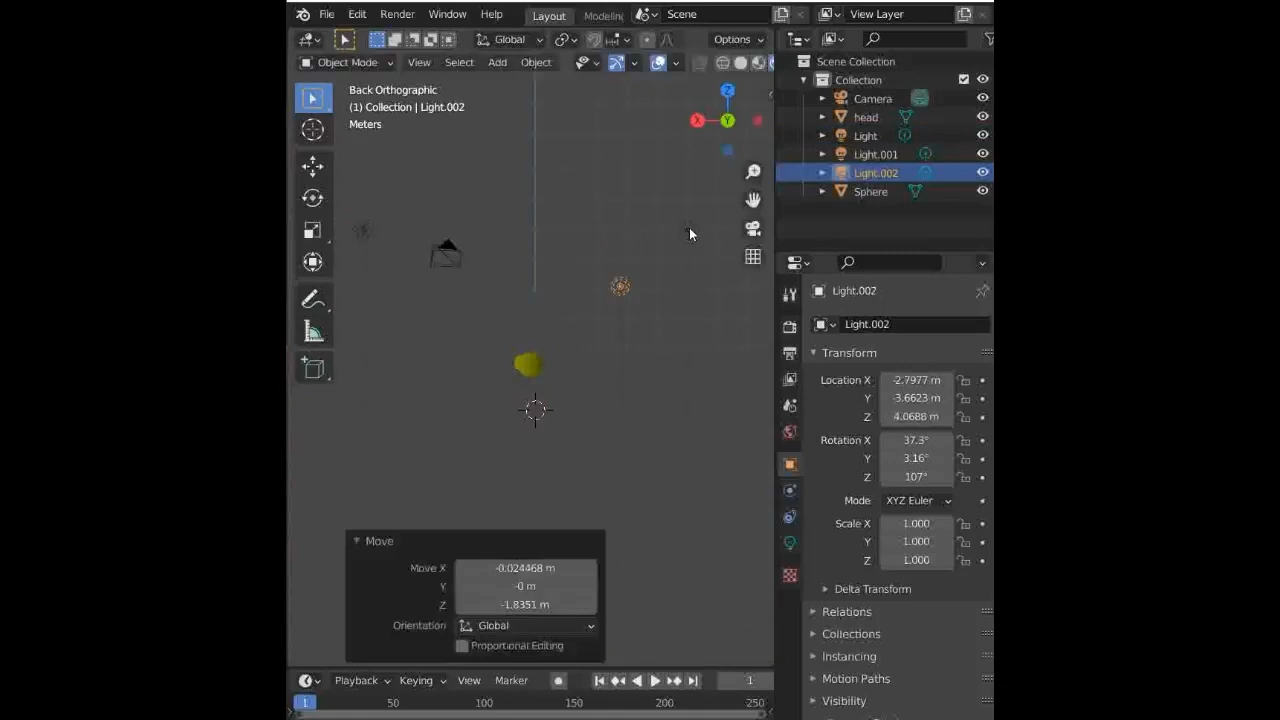 File Edit Render Window Help Layout Modeling Scene View Layer
Global Options
Object Mode View Select Add Object
Back Orthographic
(1) Collection | Light.002
Meters
Z
X
Y
Scene Collection
Collection
Camera
head
Light
Light.001
Light.002
Sphere
Light.002
Light.002
Transform
Location X -2.7977 m
Y -3.6623 m
Z 4.0688 m
Rotation X 37.3°
Y 3.16°
Z 107°
Mode XYZ Euler
Scale X 1.000
Y 1.000
Z 1.000
Delta Transform
Relations
Collections
Instancing
Motion Paths
Visibility
Move
Move X -0.024468 m
Y -0 m
Z -1.8351 m
Orientation Global
Proportional Editing
Playback Keying View Marker 1
1 50 100 150 200 250